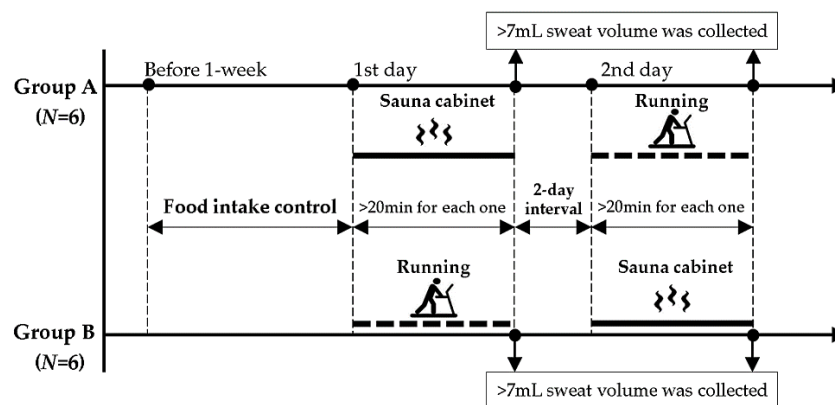 >7mL sweat volume was collected
Before 1-week
1st day
2nd day
Group A
(N=6)
Sauna cabinet
Running
Food intake control
>20min for each one
2-day
interval
>20min for each one
Running
Sauna cabinet
Group B
(N=6)
>7mL sweat volume was collected